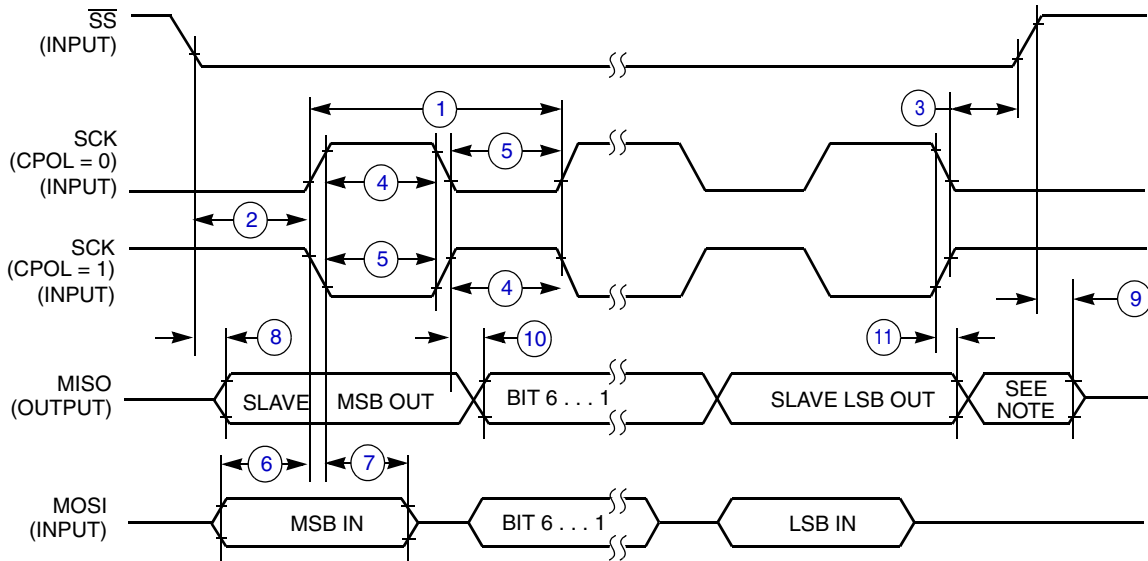 SS
(INPUT)
1
3
SCK
(CPOL = 0)
(INPUT)
5
4
2
SCK
(CPOL = 1)
(INPUT)
5
4
9
8
10
11
MISO
(OUTPUT)
SLAVE
MSB OUT
BIT 6 . . . 1
SLAVE LSB OUT
SEE
NOTE
6
7
MOSI
(INPUT)
MSB IN
BIT 6 . . . 1
LSB IN